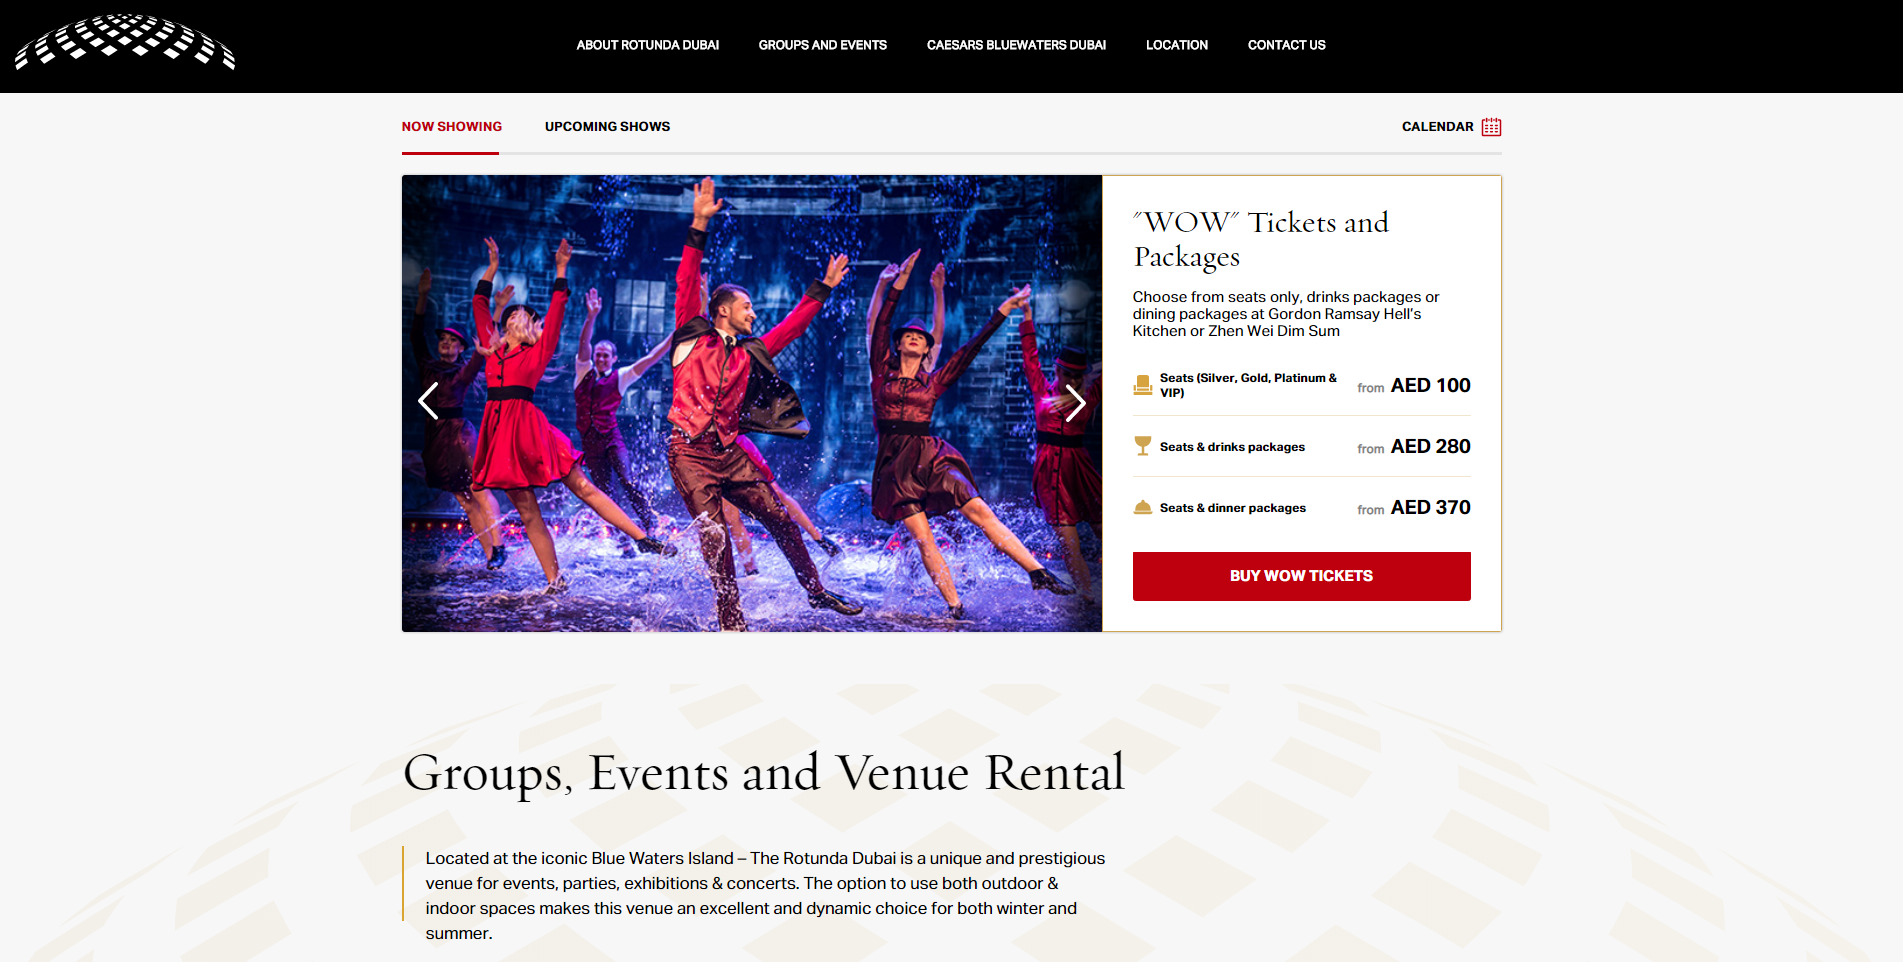 ABOUT ROTUNDA DUBAI
GROUPS AND EVENTS
CAESARS BLUEWATERS DUBAI
LOCATION
CONTACT US
NOW SHOWING
UPCOMING SHOWS
CALENDAR
"WOW" Tickets and
Packages
Choose from seats only, drinks packages or
dining packages at Gordon Ramsay Hell's
Kitchen or Zhen Wei Dim Sum
Seats (Silver, Gold, Platinum &
VIP)
from AED 100
Seats & drinks packages
from AED 280
Seats & dinner packages
from AED 370
BUY WOW TICKETS
Groups, Events and Venue Rental
Located at the iconic Blue Waters Island – The Rotunda Dubai is a unique and prestigious
venue for events, parties, exhibitions & concerts. The option to use both outdoor &
indoor spaces makes this venue an excellent and dynamic choice for both winter and
summer.